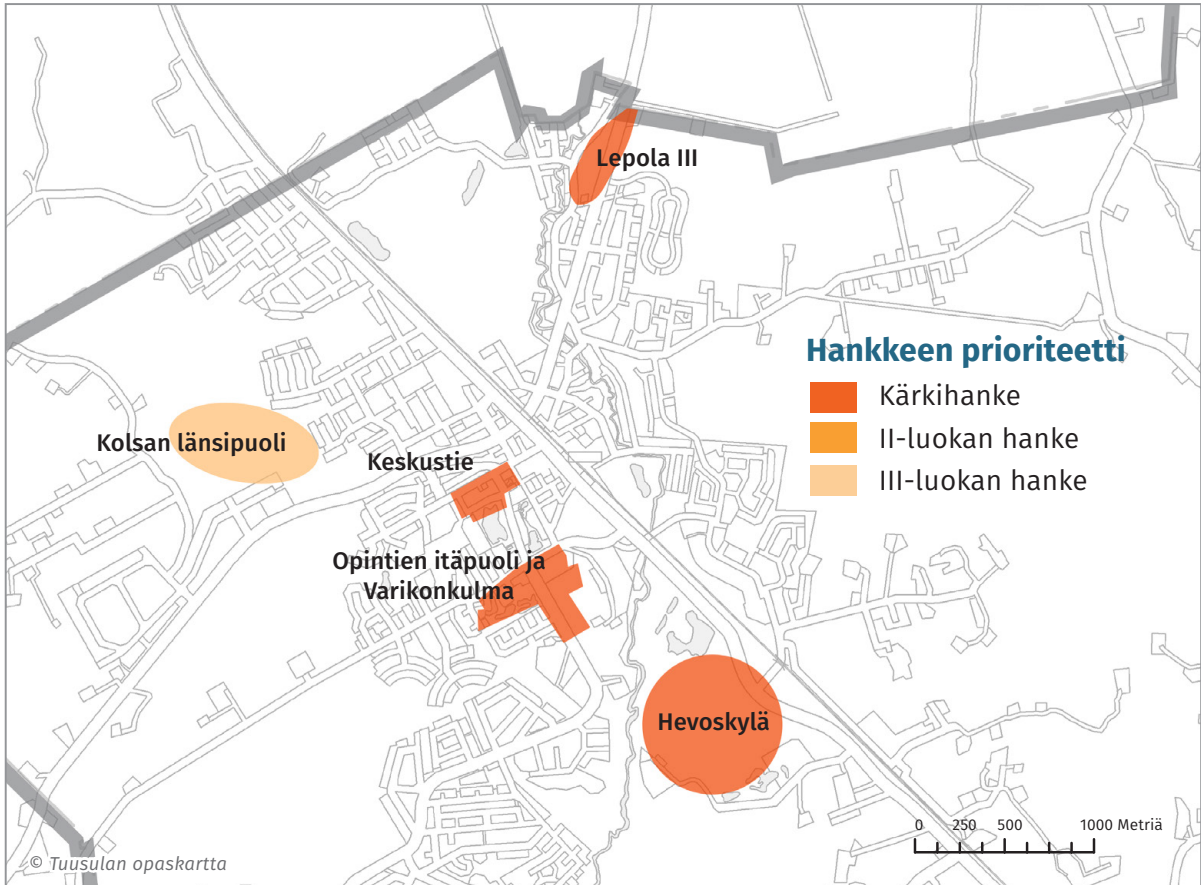 Lepola III
Hankkeen prioriteetti
Kärkihanke
II-luokan hanke
III-luokan hanke
Kolsan länsipuoli
Keskustie
Opintien itäpuoli ja
Varikonkulma
Hevoskylä
0 250 500 1000 Metriä
© Tuusulan opaskartta